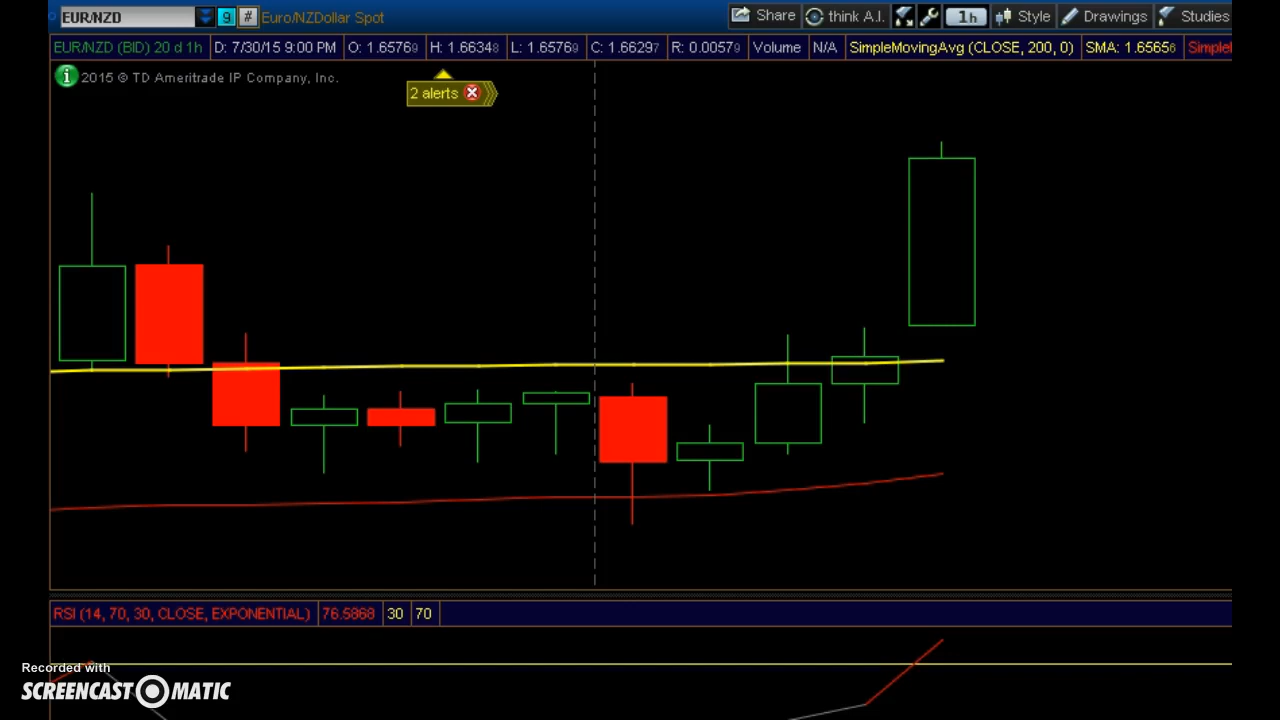 EUR/NZD 9 # Euro/NZDollar Spot Share think A.I. 1h Style Drawings Studies
EUR/NZD (BID) 20 d 1h D: 7/30/15 9:00 PM O: 1.65769 H: 1.66348 L: 1.65769 C: 1.66297 R: 0.00579 Volume N/A SimpleMovingAvg (CLOSE, 200, 0) SMA: 1.65656 Simple
2015 © TD Ameritrade IP Company, Inc.
2 alerts
RSI (14, 70, 30, CLOSE, EXPONENTIAL) 76.5868 30 70
Recorded with
SCREENCAST MATIC